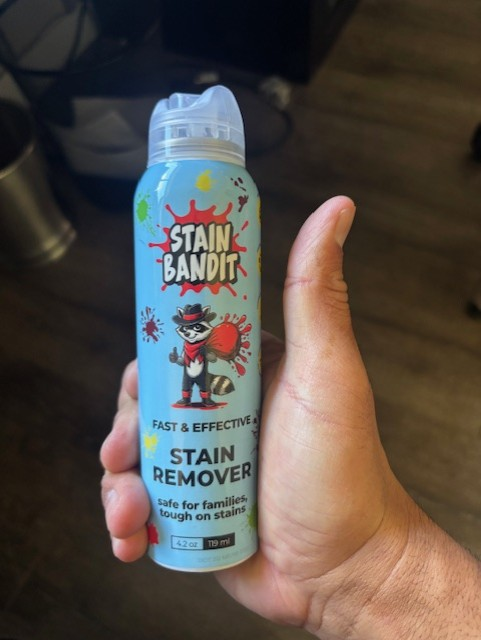 STAIN
BANDIT
FAST & EFFECTIVE
STAIN
REMOVER
safe for families,
tough on stains
4.2 oz 119 ml